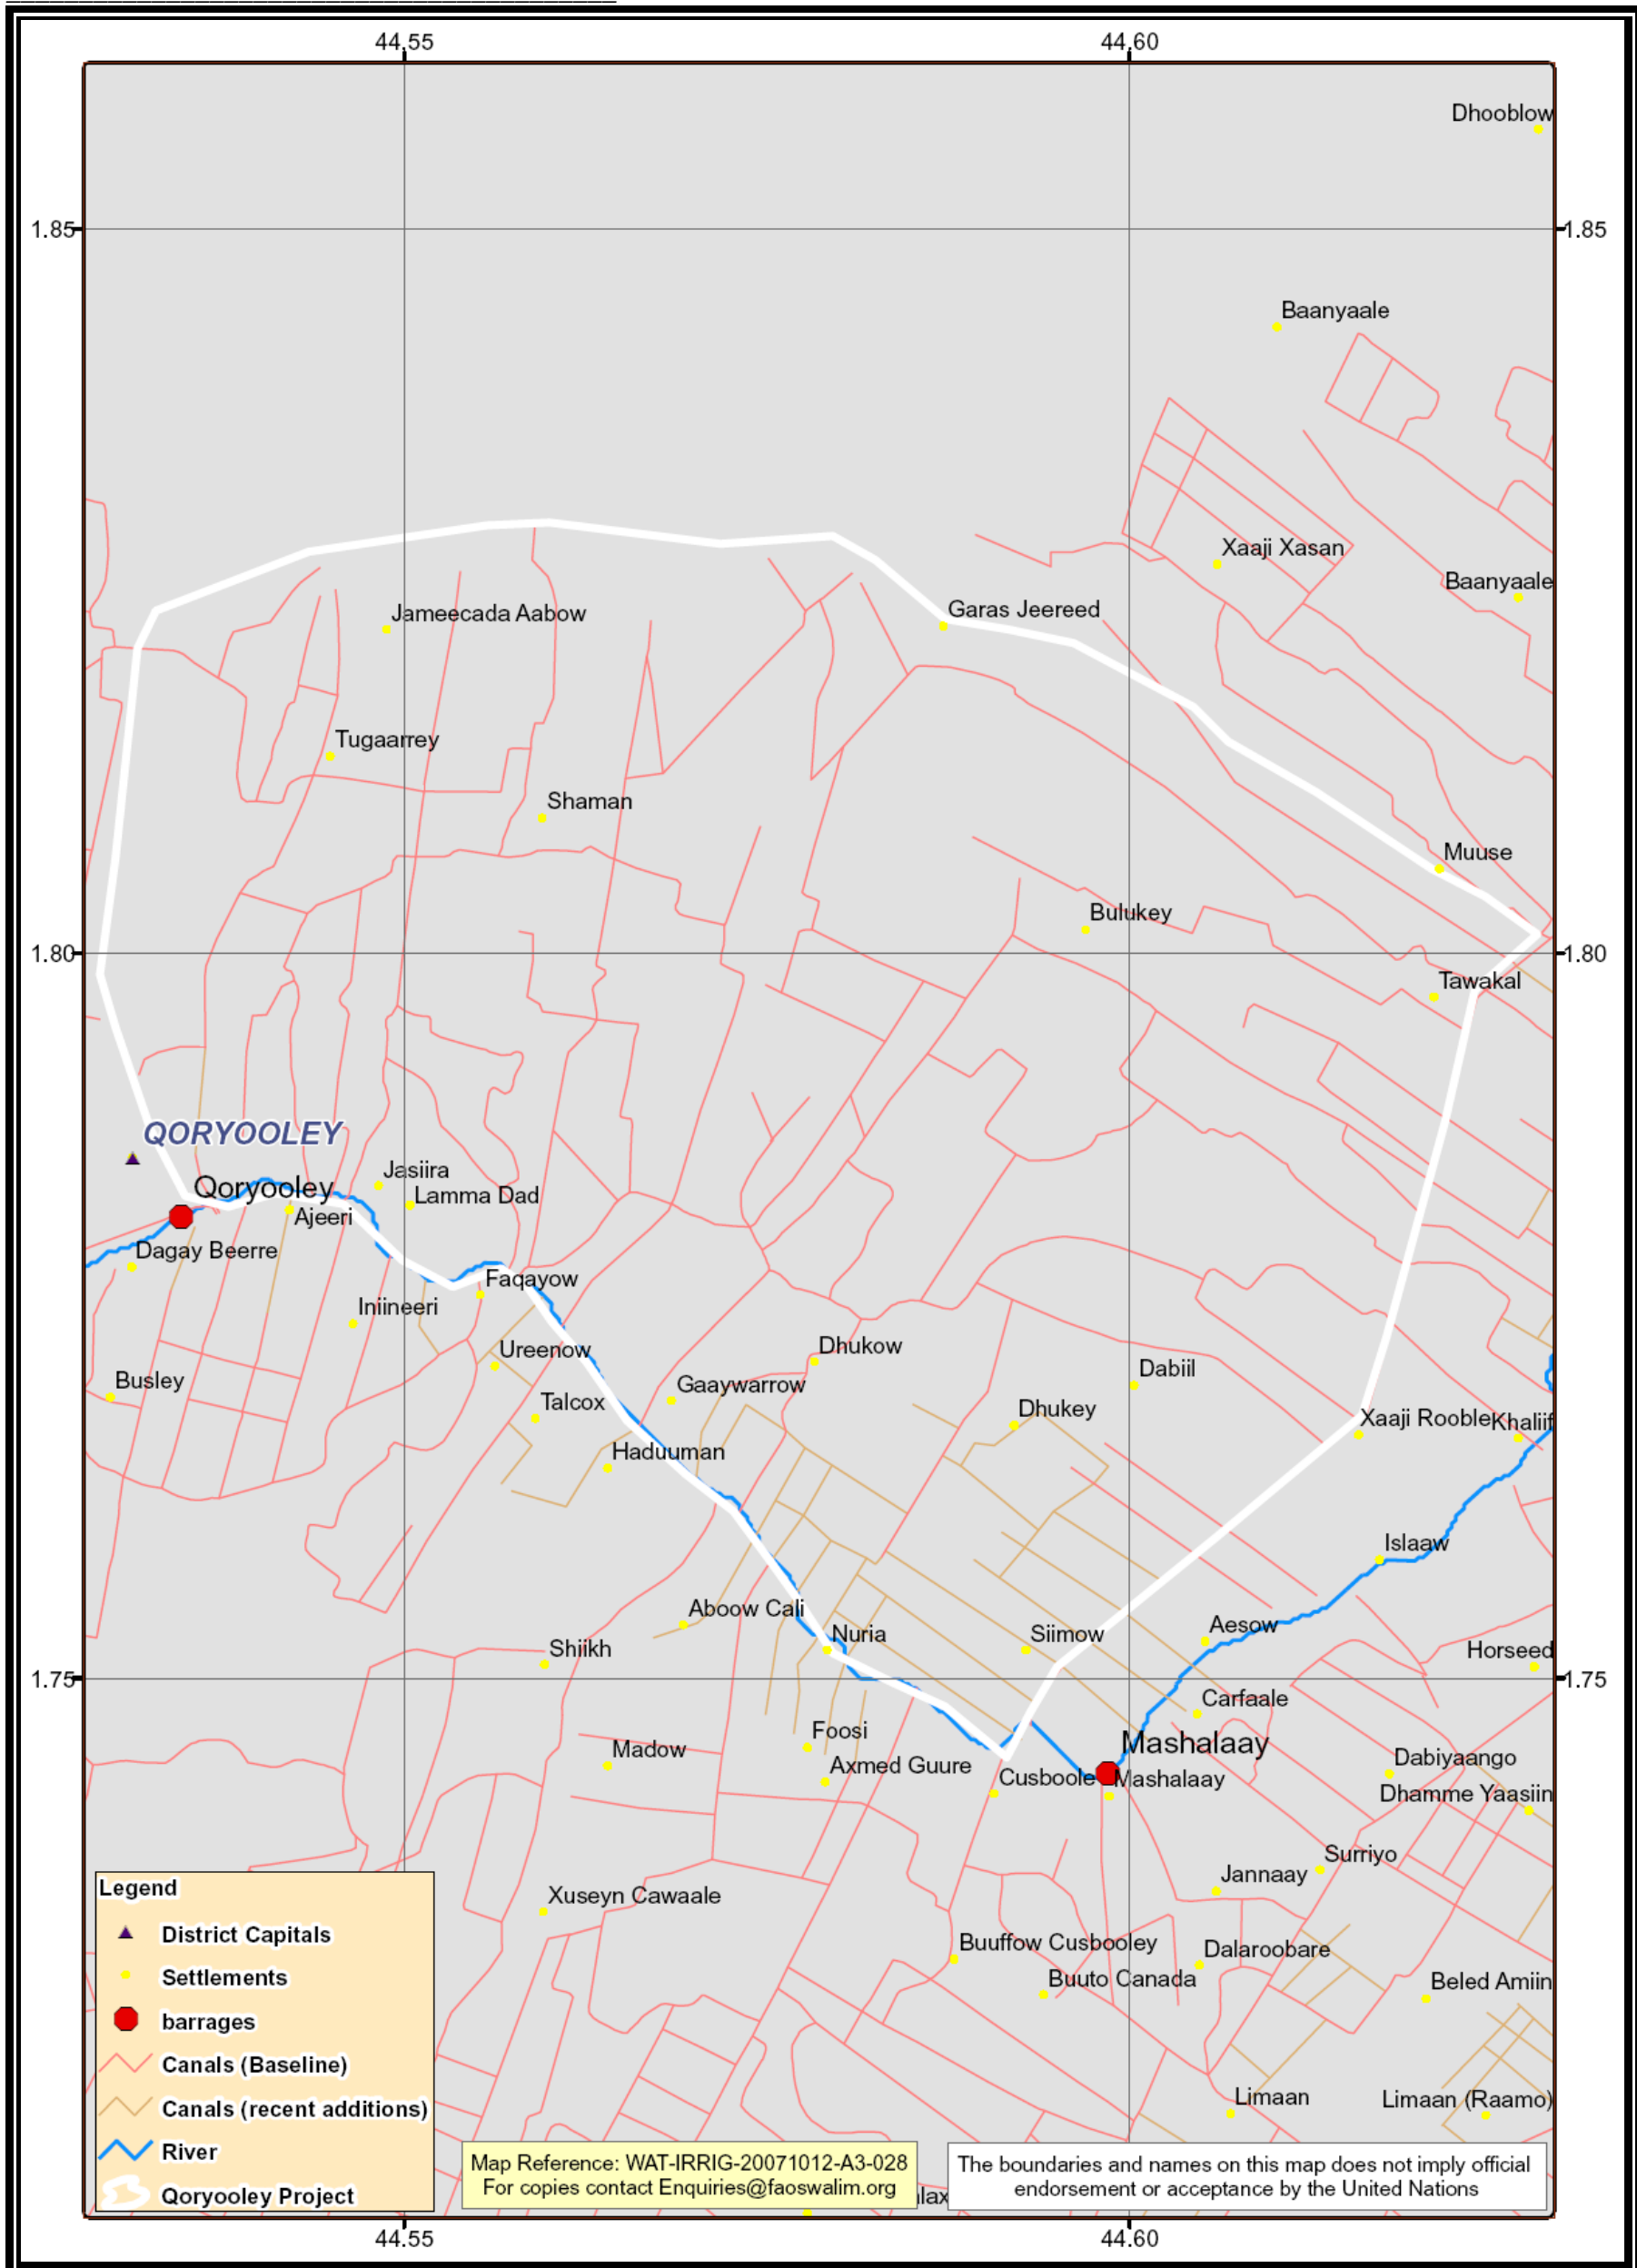 44.55 44.60
Dhooblow
1.85 1.85
Baanyaale
Xaaji Xasan
Baanyaale
Jameecada Aabow
Garas Jeereed
Tugaarrey
Shaman
Muuse
Bulukey
1.80 1.80
Tawakal
QORYOOLEY
Jasiira
Qoryooley
Lamma Dad
Ajeeri
Dagay Beerre
Faqayow
Iniineeri
Ureenow
Dhukow
Dabiil
Busley
Gaaywarrow
Talcox
Dhukey
Xaaji Rooble
Khaliif
Haduuman
Islaaw
Aboow Cali
Nuria
Siimow
Aesow
Shiikh
Horseed
1.75 1.75
Carfaale
Foosi
Mashalaay
Madow
Axmed Guure
Cusboole
Mashalaay
Dabiyaango
Dhamme Yaasiin
Surriyo
Jannaay
Xuseyn Cawaale
Buuffow Cusbooley
Dalaroobare
Buuto Canada
Beled Amiin
Limaan
Limaan (Raamo)
Legend
District Capitals
Settlements
barrages
Canals (Baseline)
Canals (recent additions)
River
Qoryooley Project
Map Reference: WAT-IRRIG-20071012-A3-028
For copies contact Enquiries@faoswalim.org
The boundaries and names on this map does not imply official
endorsement or acceptance by the United Nations
44.55 44.60